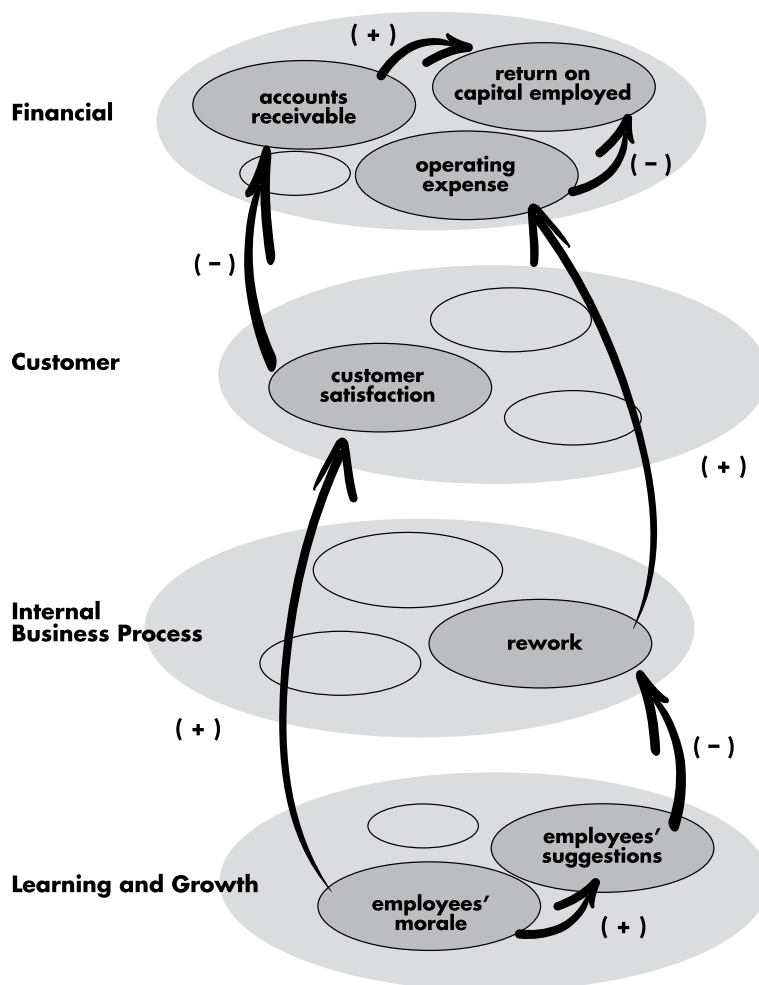 ( + )
return on
capital employed
accounts
receivable
Financial
operating
expense
( − )
( − )
Customer
customer
satisfaction
( + )
Internal
Business Process
rework
( + )
( − )
employees’
suggestions
Learning and Growth
employees’
morale
( + )